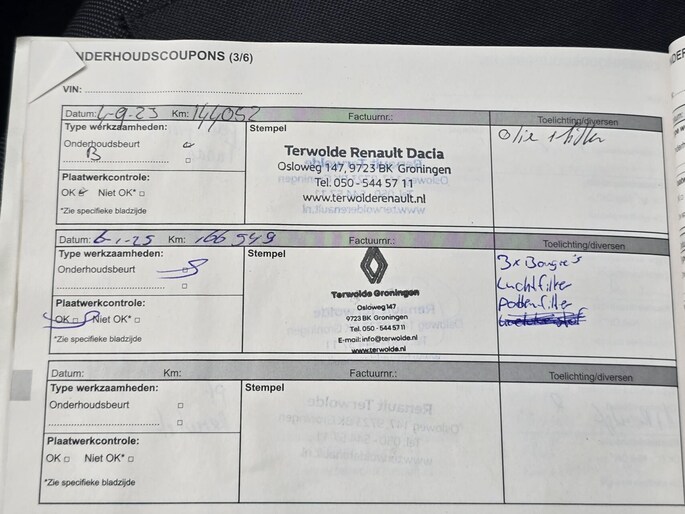 NDERHOUDSCOUPONS (3/6)
VIN:
Datum: 4-9-23 Km: 144052 Factuurnr.: Toelichting/diversen
Type werkzaamheden: Stempel Olie + filter
Onderhoudsbeurt
B
Terwolde Renault Dacia
Osloweg 147, 9723 BK Groningen
Tel. 050 - 544 57 11
www.terwolderenault.nl
Plaatwerkcontrole:
OK Niet OK*
*Zie specifieke bladzijde
Datum: 6-1-25 Km: 166549 Factuurnr.: Toelichting/diversen
Type werkzaamheden: Stempel
Onderhoudsbeurt
Terwolde Groningen
Osloweg 147
9723 BK Groningen
Tel. 050 - 544 57 11
E-mail: info@terwolde.nl
www.terwolde.nl
3x Bougie's
Luchtfilter
Pollenfilter
Plaatwerkcontrole:
OK Niet OK*
*Zie specifieke bladzijde
Datum: Km: Factuurnr.: Toelichting/diversen
Type werkzaamheden: Stempel
Onderhoudsbeurt
Plaatwerkcontrole:
OK Niet OK*
*Zie specifieke bladzijde